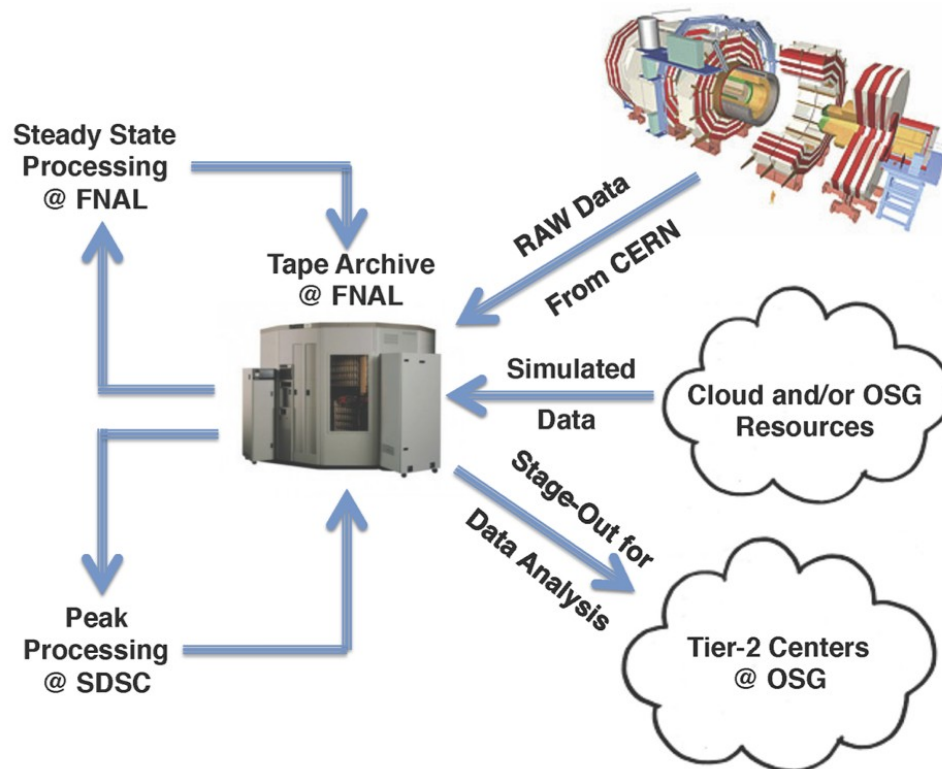 Steady State
Processing
@ FNAL
Tape Archive
@ FNAL
RAW Data
From CERN
Simulated
Data
Cloud and/or OSG
Resources
Stage-Out for
Data Analysis
Peak
Processing
@ SDSC
Tier-2 Centers
@ OSG